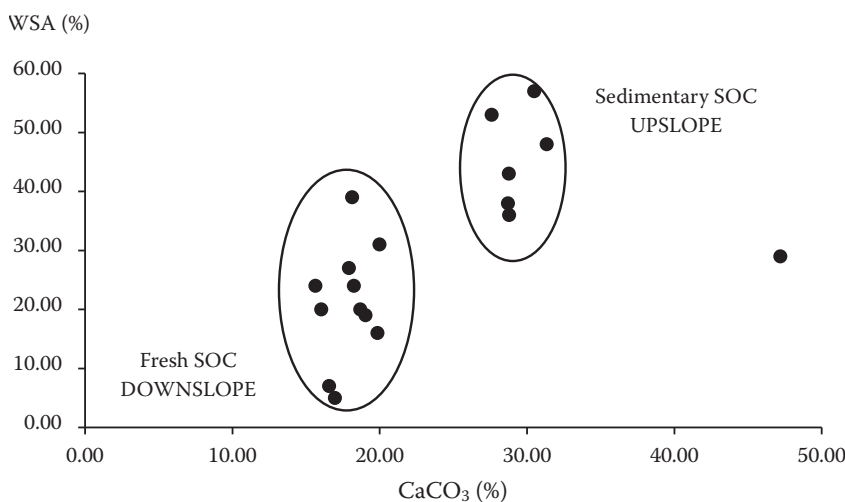 WSA (%)
60.00
50.00
40.00
30.00
20.00
10.00
0.00
Sedimentary SOC
UPSLOPE
Fresh SOC
DOWNSLOPE
0.00 10.00 20.00 30.00 40.00 50.00
CaCO₃ (%)